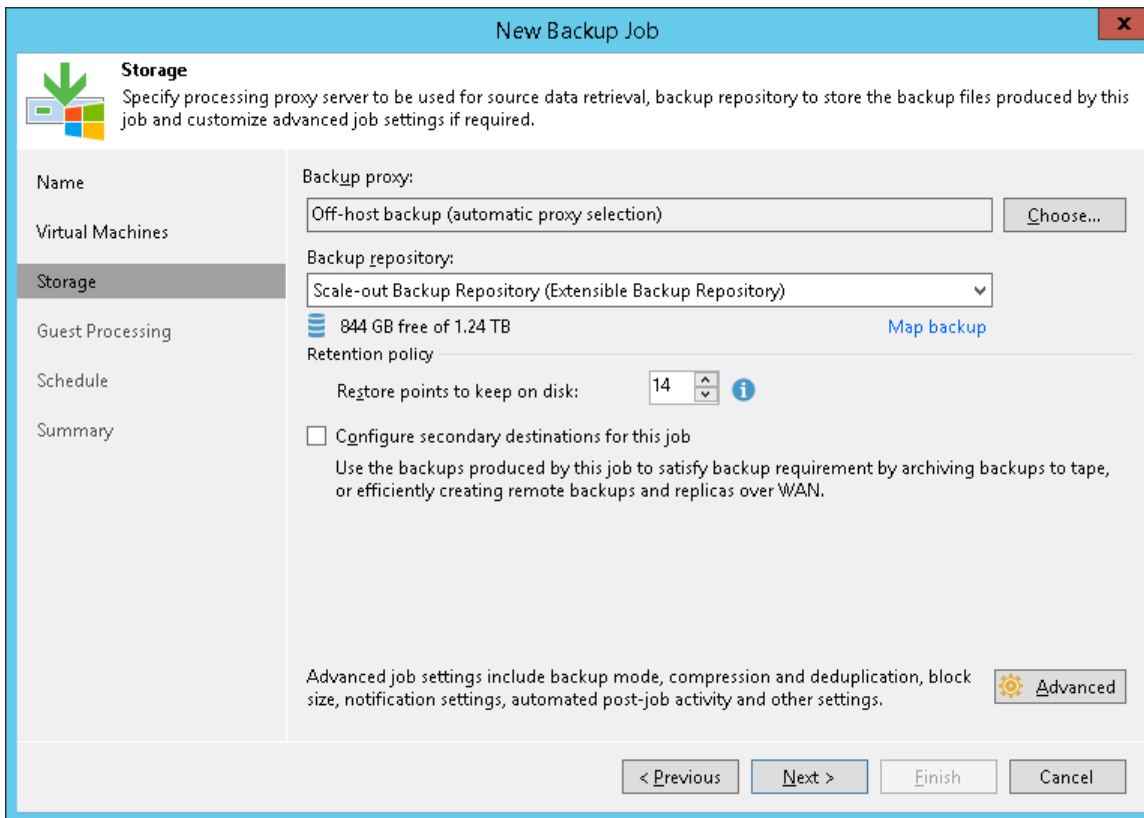 New Backup Job
x
Storage
Specify processing proxy server to be used for source data retrieval, backup repository to store the backup files produced by this
job and customize advanced job settings if required.
Name
Virtual Machines
Storage
Guest Processing
Schedule
Summary
Backup proxy:
Off-host backup (automatic proxy selection)
Choose...
Backup repository:
Scale-out Backup Repository (Extensible Backup Repository)
844 GB free of 1.24 TB
Map backup
Retention policy
Restore points to keep on disk:
14
i
Configure secondary destinations for this job
Use the backups produced by this job to satisfy backup requirement by archiving backups to tape,
or efficiently creating remote backups and replicas over WAN.
Advanced job settings include backup mode, compression and deduplication, block
size, notification settings, automated post-job activity and other settings.
Advanced
< Previous
Next >
Finish
Cancel